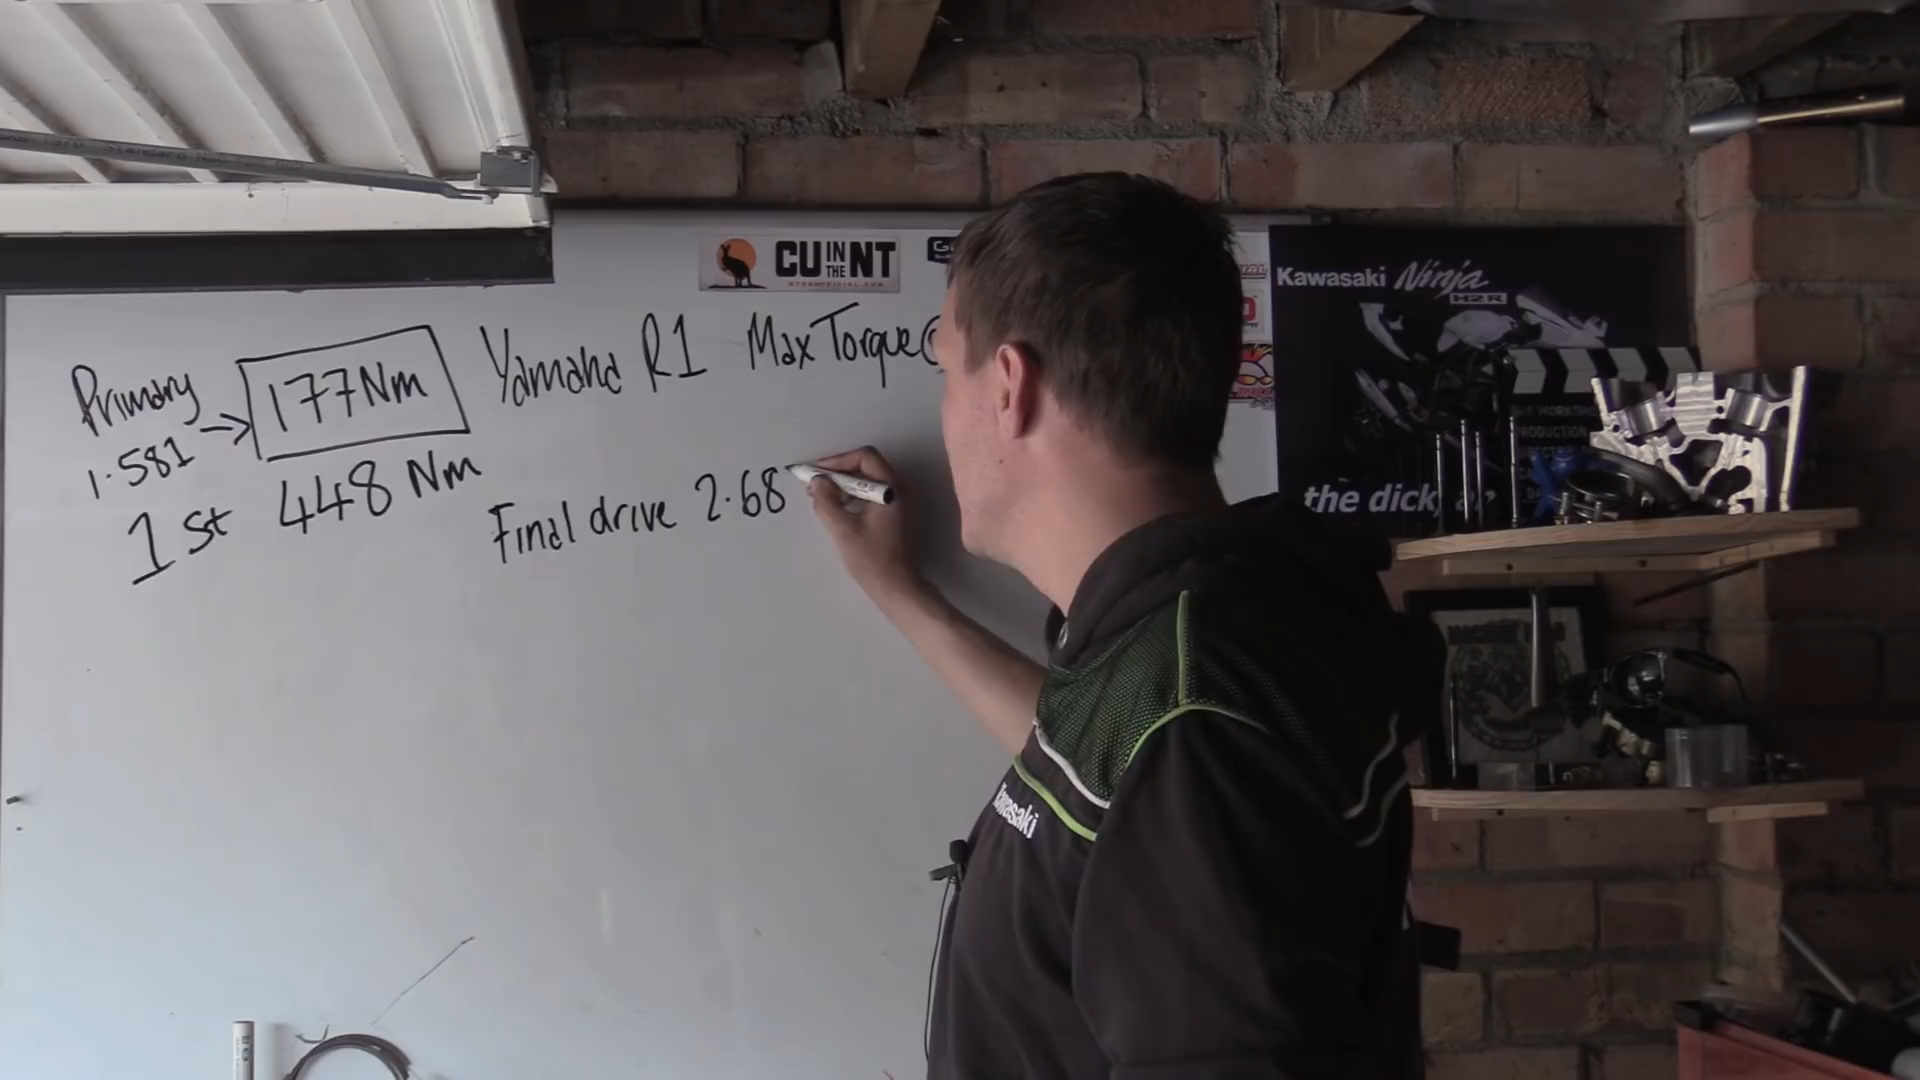 CU IN THE NT
Yamaha R1 Max Torque @
Primary
1.581 → 177Nm
1st 448 Nm
Final drive 2.68
Kawasaki Ninja
H2R
the dick
PRODUCTION
Kawasaki